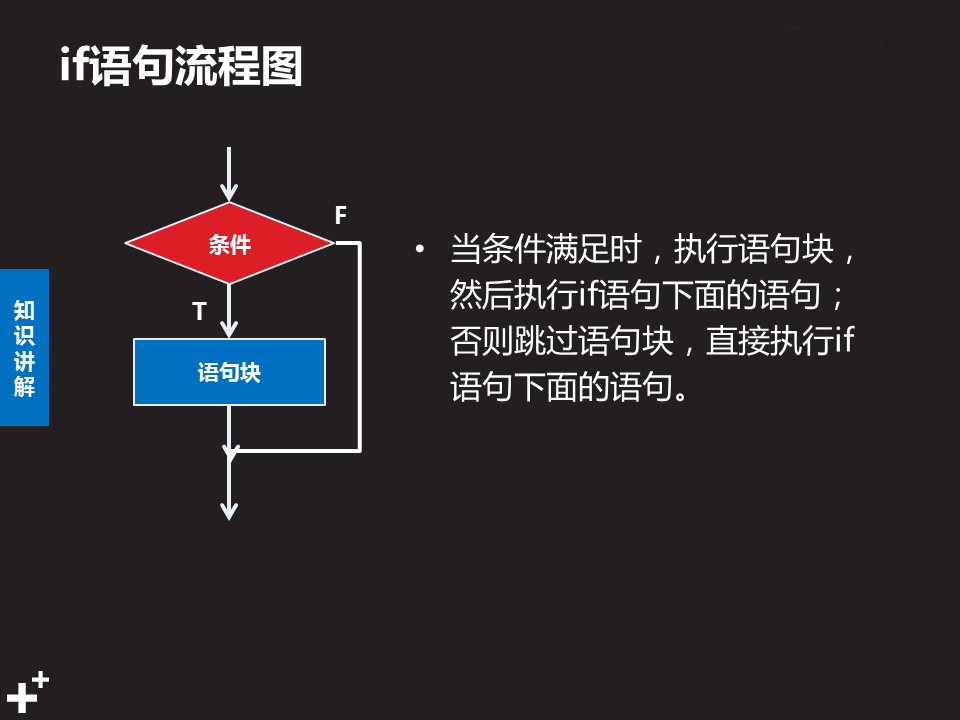 if语句流程图
F
条件
T
语句块
知
识
讲
解
• 当条件满足时，执行语句块，
然后执行if语句下面的语句；
否则跳过语句块，直接执行if
语句下面的语句。